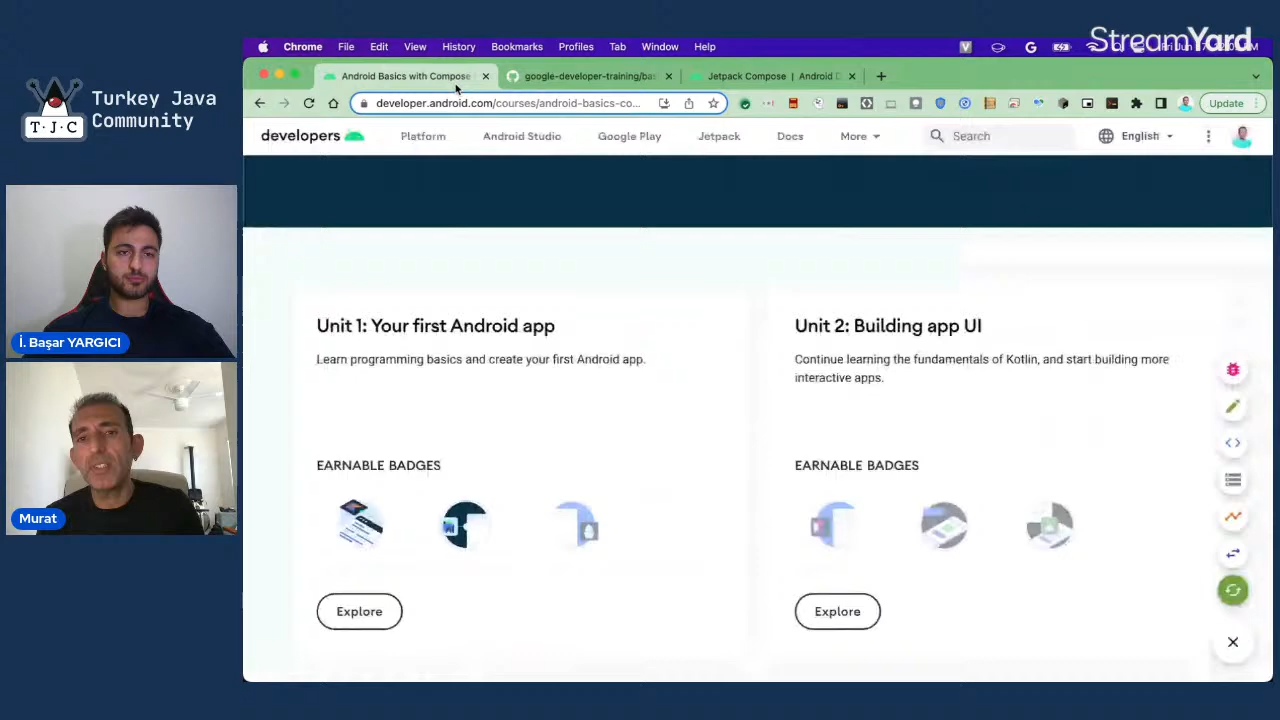 StreamYard
Turkey Java
Community
T.J.C
İ. Başar YARGICI
Murat
Chrome File Edit View History Bookmarks Profiles Tab Window Help
Android Basics with Compose
google-developer-training/bas
Jetpack Compose | Android D
developer.android.com/courses/android-basics-co...
Update
developers Platform Android Studio Google Play Jetpack Docs More Search English
Unit 1: Your first Android app
Learn programming basics and create your first Android app.
EARNABLE BADGES
Explore
Unit 2: Building app UI
Continue learning the fundamentals of Kotlin, and start building more
interactive apps.
EARNABLE BADGES
Explore